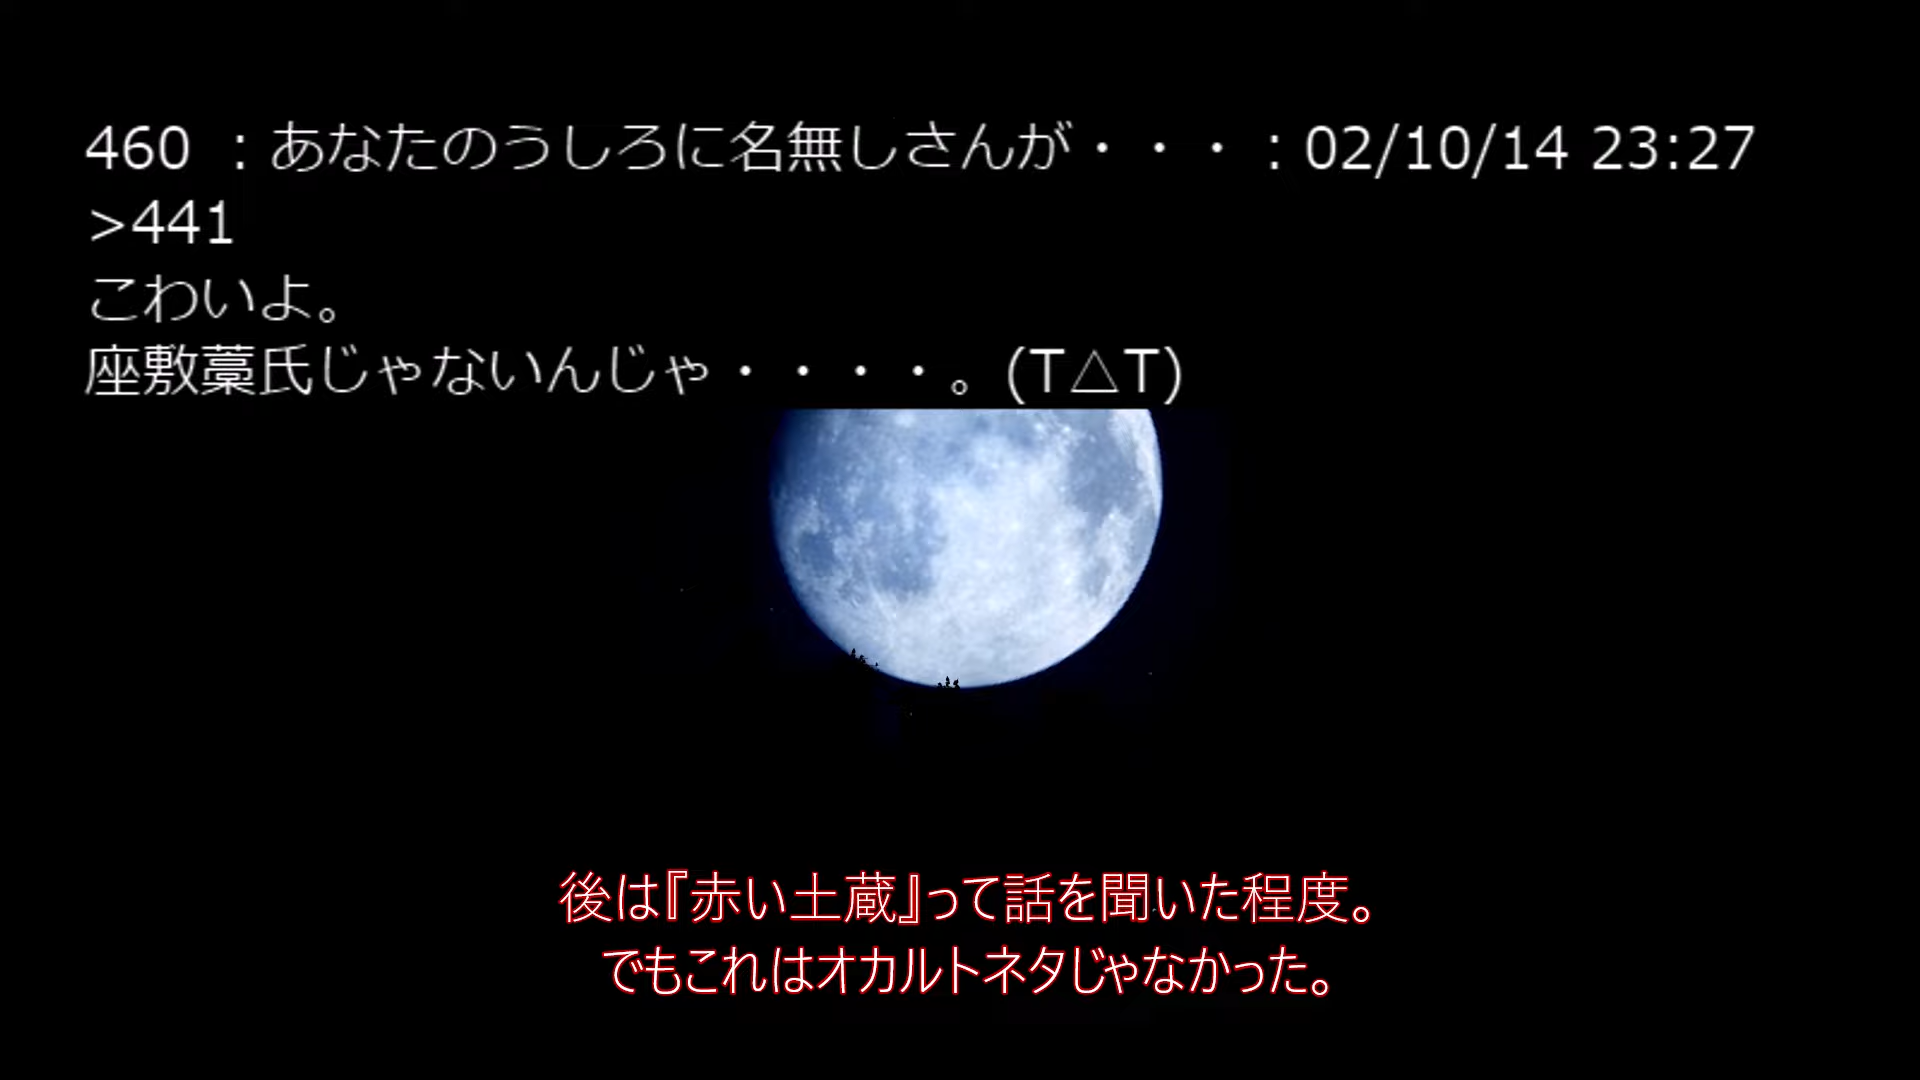 460 ：あなたのうしろに名無しさんが・・・ ：02/10/14 23:27
>441
こわいよ。
座敷藁氏じゃないんじゃ・・・・。(T△T)
後は『赤い土蔵』って話を聞いた程度。
でもこれはオカルトネタじゃなかった。